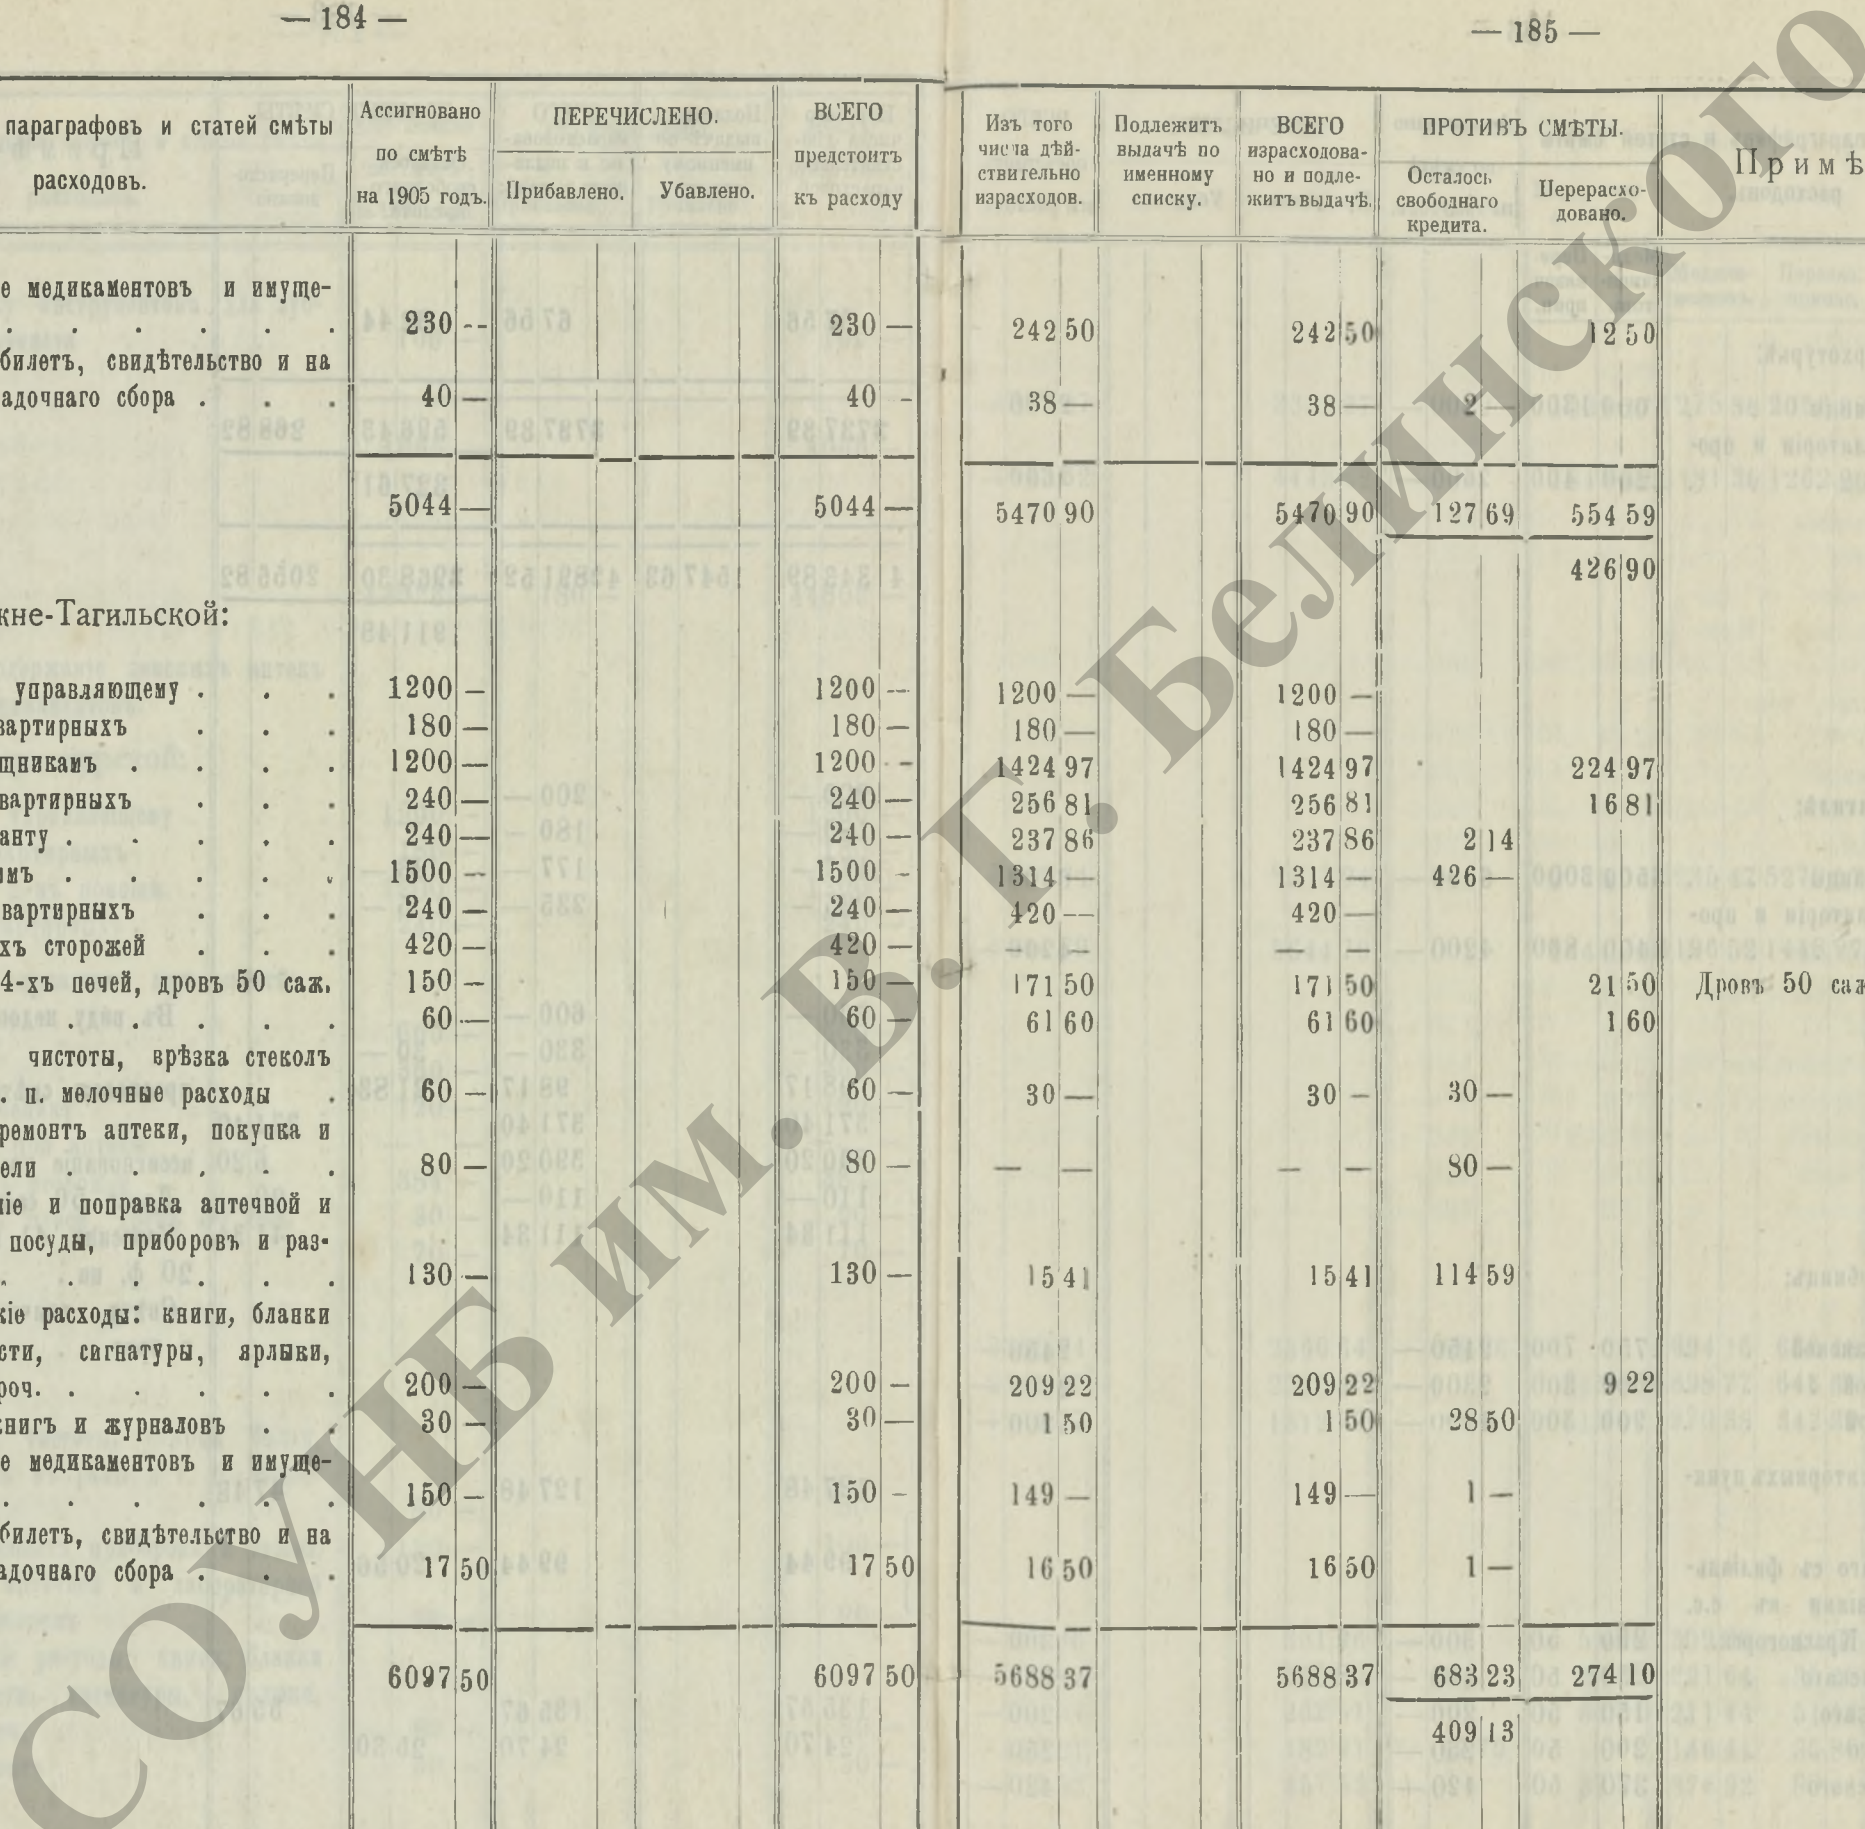 — 184 —
— 185 —
параграфовъ и статей смѣты
расходовъ.
Ассигновано
по смѣтѣ
на 1905 годъ.
ПЕРЕЧИСЛЕНО.
Прибавлено. Убавлено.
ВСЕГО
предстоитъ
къ расходу
Изъ того
числа дѣй-
ствительно
израсходов.
Подлежитъ
выдачѣ по
именному
списку.
ВСЕГО
израсходова-
но и подле-
житъ выдачѣ.
ПРОТИВЪ СМѢТЫ.
Осталось
свободнаго
кредита.
Перерасхо-
довано.
Примѣ
е медикаментовъ и имуще-
. . . . . . 230 -- 230 — 242 50 242 50 12 50
билетъ, свидѣтельство и на
адочнаго сбора . . . 40 — 40 - 38 — 38 — 2 —
5044 — 5044 — 5470 90 5470 90 127 69 554 59
426 90
жне-Тагильской:
управляющему . . . 1200 — 1200 -- 1200 — 1200 —
вартирныхъ . . . 180 — 180 — 180 — 180 —
щникамъ . . . . 1200 — 1200 - 1424 97 1424 97 224 97
вартирныхъ . . . 240 — 240 — 256 81 256 81 16 81
анту . . . . . 240 — 240 — 237 86 237 86 2 14
мъ . . . . . 1500 -- 1500 - 1314 — 1314 — 426 —
вартирныхъ . . . 240 — 240 — 420 -- 420 —
хъ сторожей . . . 420 — 420 — — — — —
4-хъ печей, дровъ 50 саж. 150 — 150 — 171 50 171 50 21 50 Дровъ 50 саж
. . . . . 60 — 60 — 61 60 61 60 1 60
чистоты, врѣзка стеколъ
. п. мелочные расходы . 60 — 60 — 30 — 30 — 30 —
ремонтъ аптеки, покупка и
ели . . . . . 80 — 80 — — — — — 80 —
ніе и поправка аптечной и
посуды, приборовъ и раз-
. . . . . . 130 — 130 — 15 41 15 41 114 59
кіе расходы: книги, бланки
сти, сигнатуры, ярлыки,
роч. . . . . . 200 — 200 — 209 22 209 22 9 22
книгъ и журналовъ . . 30 — 30 — 1 50 1 50 28 50
е медикаментовъ и имуще-
. . . . . . 150 — 150 - 149 — 149 — 1 —
билетъ, свидѣтельство и на
адочнаго сбора . . . 17 50 17 50 16 50 16 50 1 —
6097 50 6097 50 5688 37 5688 37 683 23 274 10
409 13
СОУНБ им. В.Г. Белинского